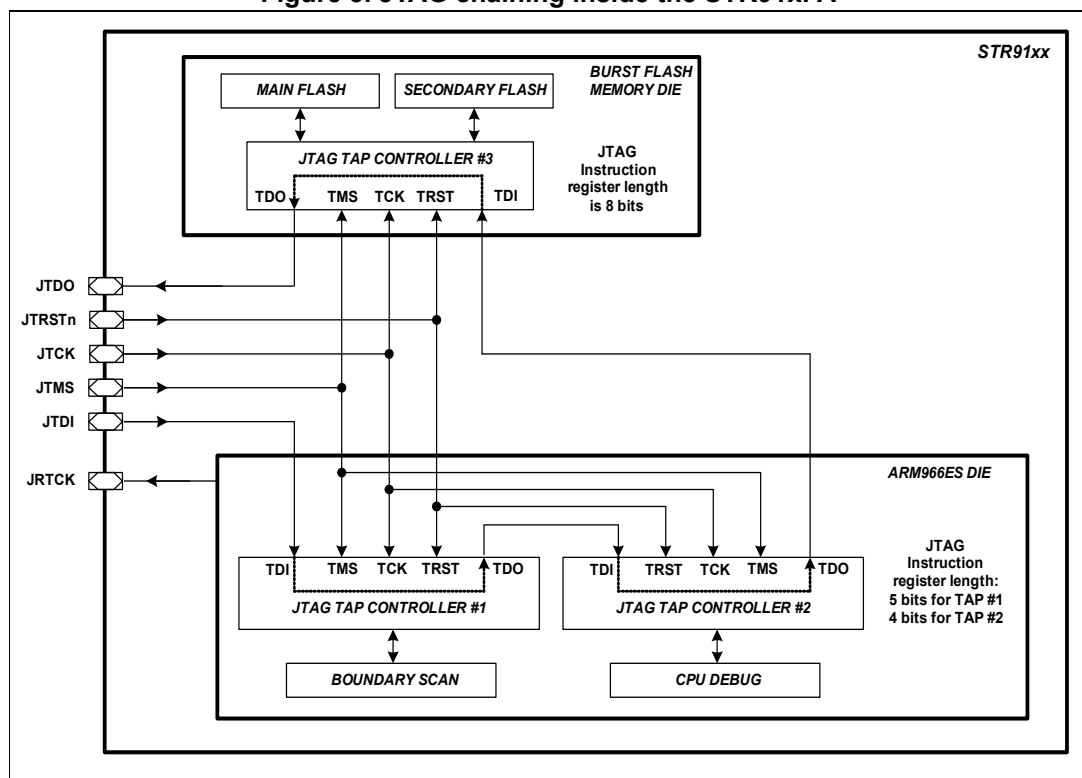 Figure JTAG chaining inside the STR91xFA
STR91xx
BURST FLASH
MEMORY DIE
MAIN FLASH
SECONDARY FLASH
JTAG TAP CONTROLLER #3
TDO TMS TCK TRST TDI
JTAG
Instruction
register length
is 8 bits
JTDO
JTRSTn
JTCK
JTMS
JTDI
JRTCK
ARM966ES DIE
TDI TMS TCK TRST TDO
JTAG TAP CONTROLLER #1
BOUNDARY SCAN
TDI TRST TCK TMS TDO
JTAG TAP CONTROLLER #2
CPU DEBUG
JTAG
Instruction
register length:
5 bits for TAP #1
4 bits for TAP #2